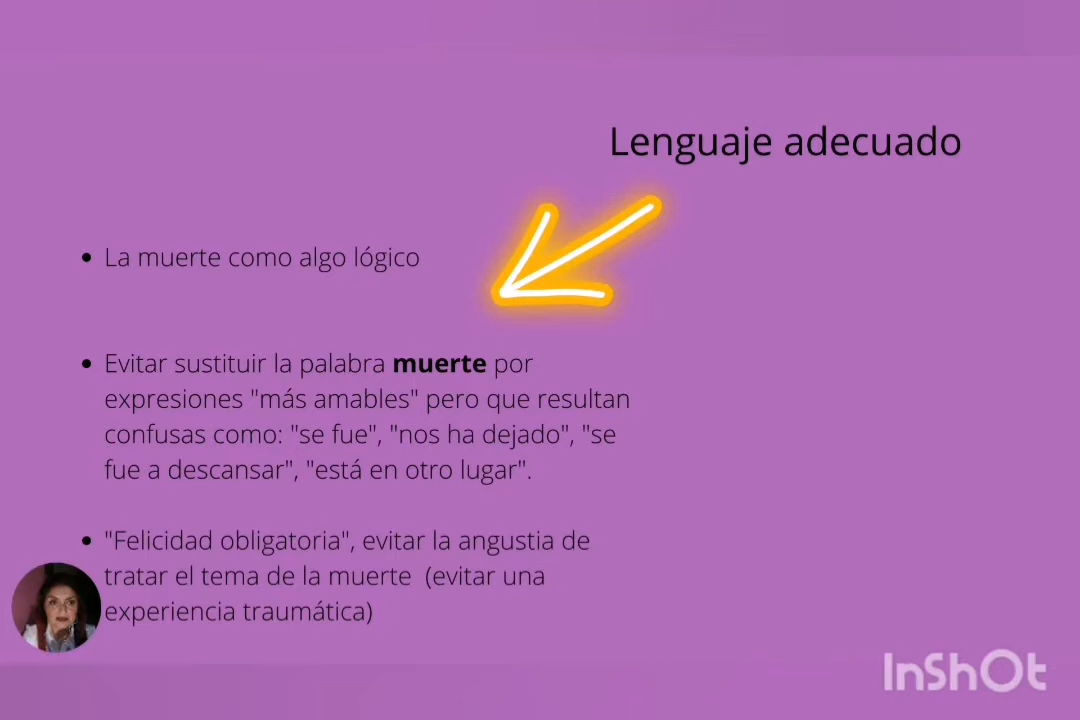 Lenguaje adecuado
• La muerte como algo lógico
• Evitar sustituir la palabra muerte por
expresiones "más amables" pero que resultan
confusas como: "se fue", "nos ha dejado", "se
fue a descansar", "está en otro lugar".
• "Felicidad obligatoria", evitar la angustia de
tratar el tema de la muerte  (evitar una
experiencia traumática)
InShOt